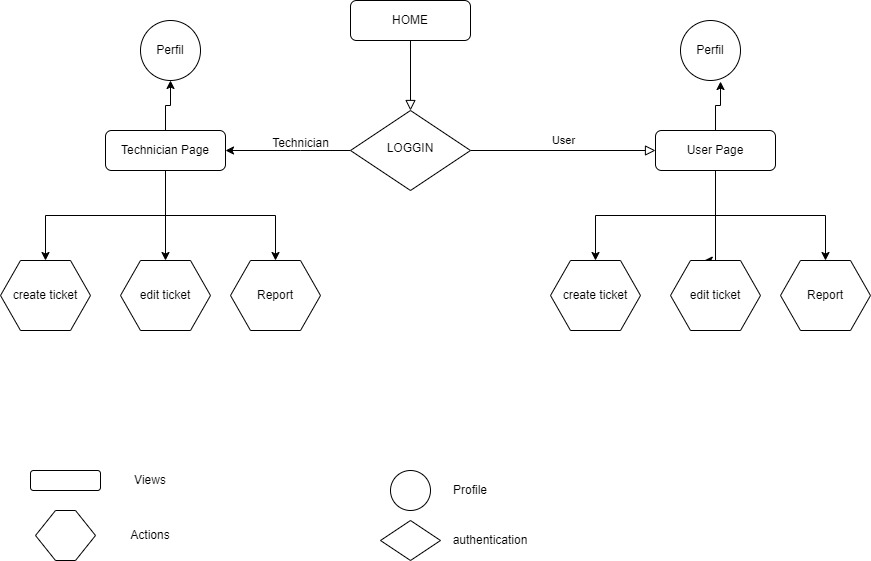 HOME
Perfil
Perfil
Technician Page
Technician
LOGGIN
User
User Page
create ticket
edit ticket
Report
create ticket
edit ticket
Report
Views
Profile
Actions
authentication